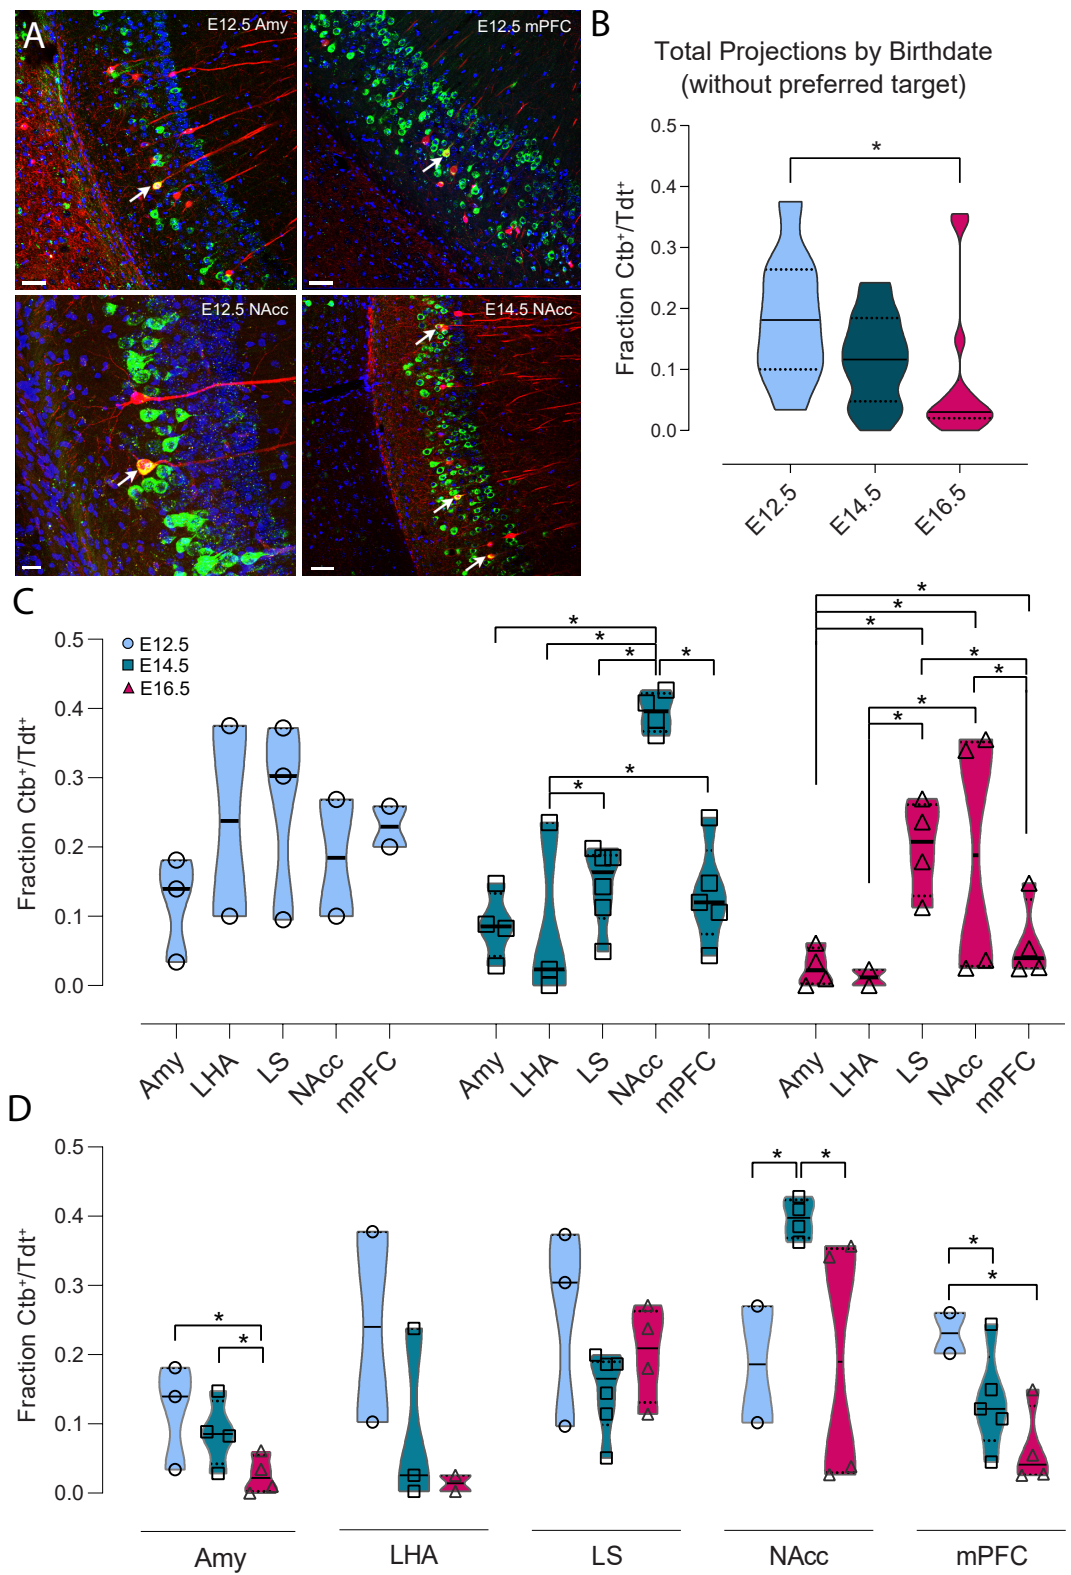 A
E12.5 Amy
E12.5 mPFC
E12.5 NAcc
E14.5 NAcc
B
Total Projections by Birthdate
(without preferred target)
Fraction Ctb⁺/Tdt⁺
0.5
0.4
0.3
0.2
0.1
0.0
*
E12.5
E14.5
E16.5
C
Fraction Ctb⁺/Tdt⁺
0.5
0.4
0.3
0.2
0.1
0.0
E12.5
E14.5
E16.5
*
*
*
*
*
*
*
*
*
*
*
*
*
Amy
LHA
LS
NAcc
mPFC
Amy
LHA
LS
NAcc
mPFC
Amy
LHA
LS
NAcc
mPFC
D
Fraction Ctb⁺/Tdt⁺
0.5
0.4
0.3
0.2
0.1
0.0
*
*
*
*
*
*
Amy
LHA
LS
NAcc
mPFC